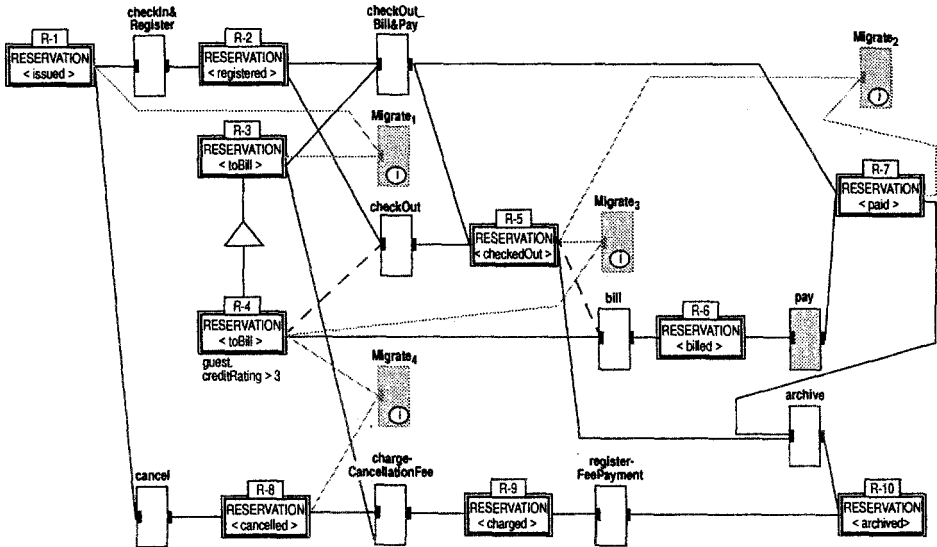 checkIn&
Register
checkOut_
Bill&Pay
R-1
RESERVATION
< issued >
R-2
RESERVATION
< registered >
Migrate2
i
R-3
RESERVATION
< toBill >
Migrate1
i
R-7
RESERVATION
< paid >
checkOut
R-5
RESERVATION
< checkedOut >
Migrate3
i
R-4
RESERVATION
< toBill >
guest.
creditRating > 3
bill
R-6
RESERVATION
< billed >
pay
Migrate4
i
archive
cancel
R-8
RESERVATION
< cancelled >
charge-
CancellationFee
R-9
RESERVATION
< charged >
register-
FeePayment
R-10
RESERVATION
< archived>